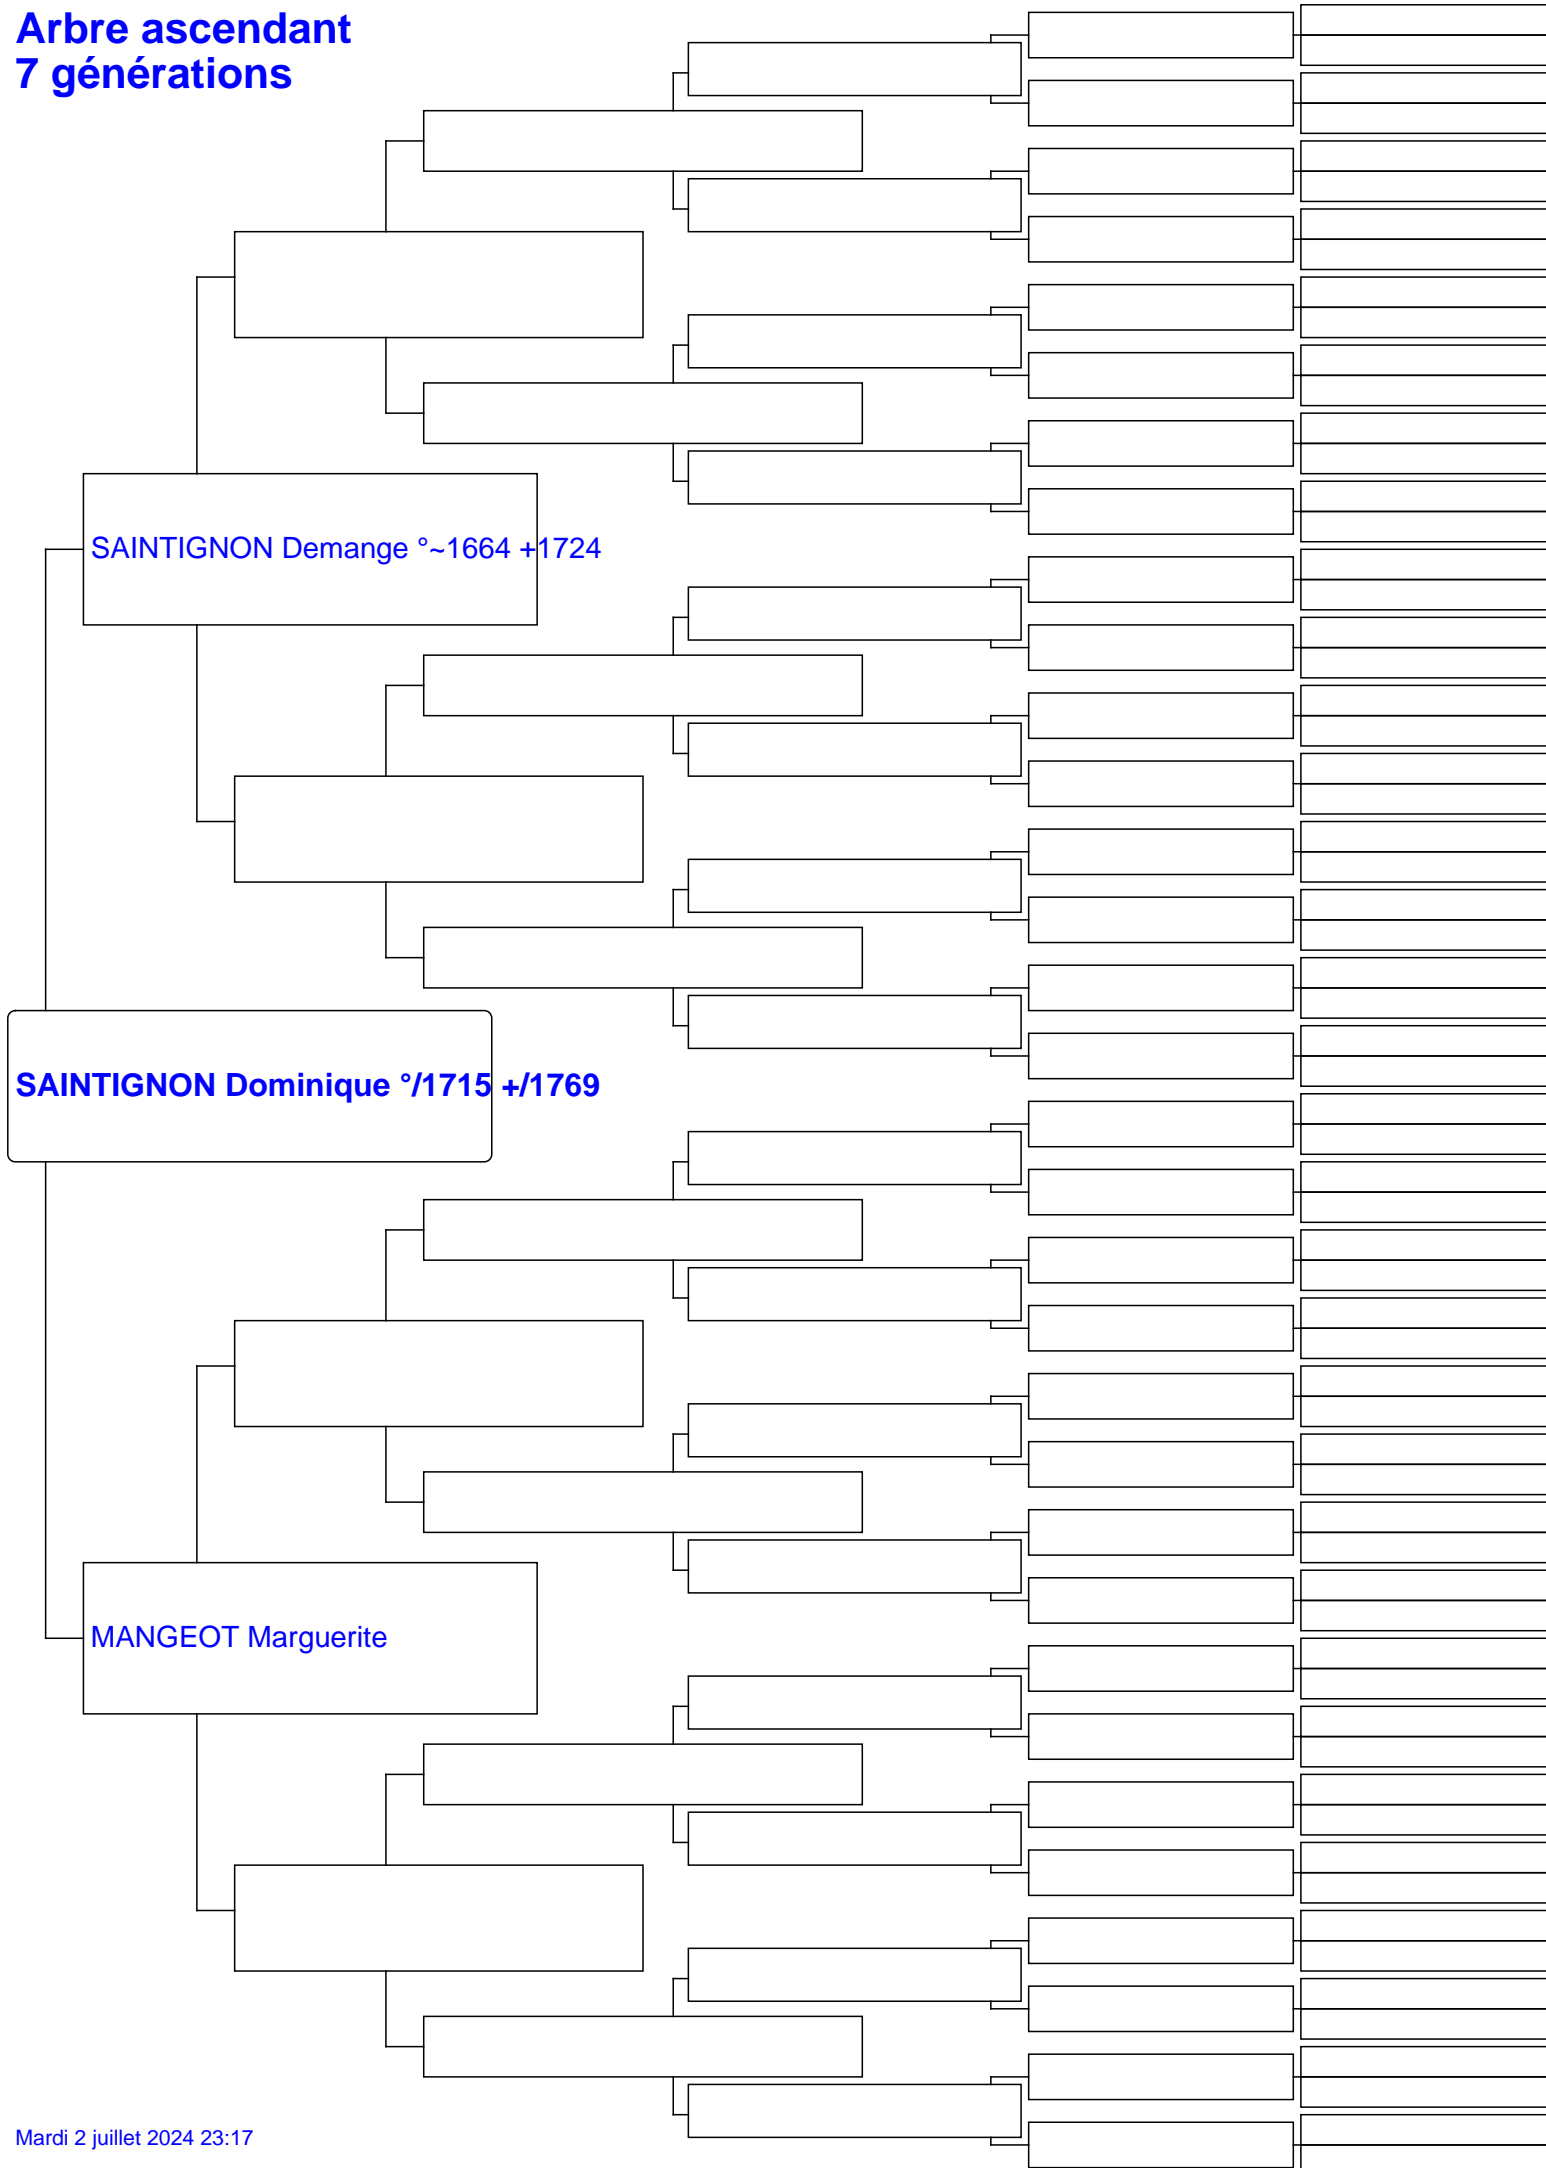 Arbre ascendant
7 générations
SAINTIGNON Demange °~1664 +1724
SAINTIGNON Dominique °/1715 +/1769
MANGEOT Marguerite
Mardi 2 juillet 2024 23:17